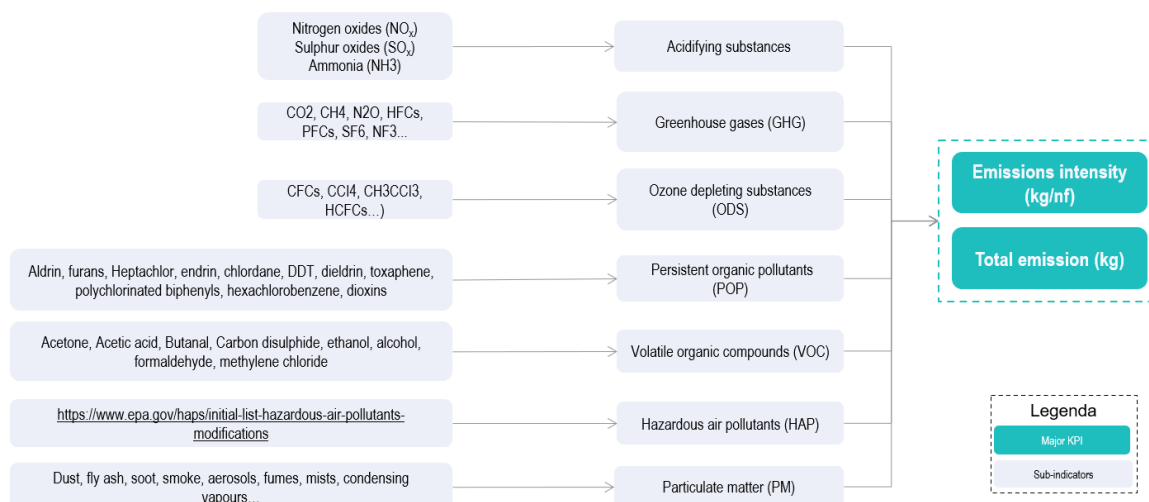 Nitrogen oxides (NOx)
Sulphur oxides (SOx)
Ammonia (NH3)
Acidifying substances
CO2, CH4, N2O, HFCs,
PFCs, SF6, NF3...
Greenhouse gases (GHG)
CFCs, CCl4, CH3CCl3,
HCFCs...)
Ozone depleting substances
(ODS)
Aldrin, furans, Heptachlor, endrin, chlordane, DDT, dieldrin, toxaphene,
polychlorinated biphenyls, hexachlorobenzene, dioxins
Persistent organic pollutants
(POP)
Acetone, Acetic acid, Butanal, Carbon disulphide, ethanol, alcohol,
formaldehyde, methylene chloride
Volatile organic compounds (VOC)
https://www.epa.gov/haps/initial-list-hazardous-air-pollutants-
modifications
Hazardous air pollutants (HAP)
Dust, fly ash, soot, smoke, aerosols, fumes, mists, condensing
vapours...
Particulate matter (PM)
Emissions intensity
(kg/nf)
Total emission (kg)
Legenda
Major KPI
Sub-indicators